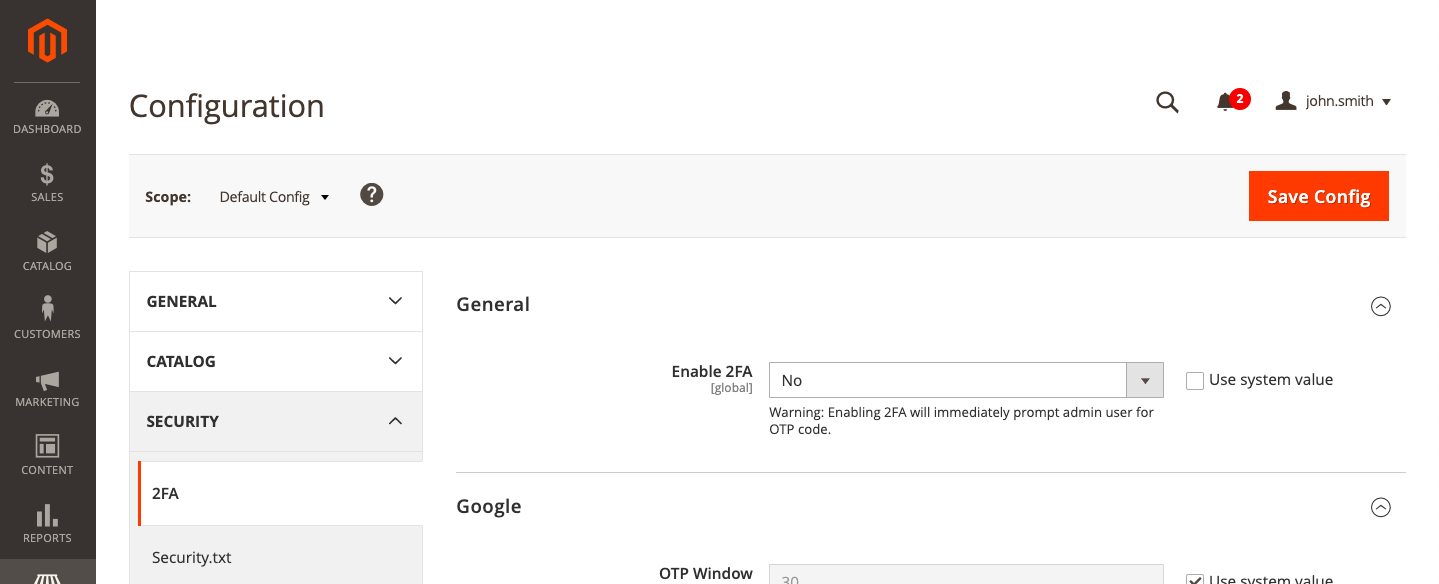 DASHBOARD
SALES
CATALOG
CUSTOMERS
MARKETING
CONTENT
REPORTS
Configuration
2
john.smith
Scope:
Default Config
?
Save Config
GENERAL
CATALOG
SECURITY
2FA
Security.txt
General
Enable 2FA
[global]
No
Use system value
Warning: Enabling 2FA will immediately prompt admin user for
OTP code.
Google
OTP Window
30
Use system value